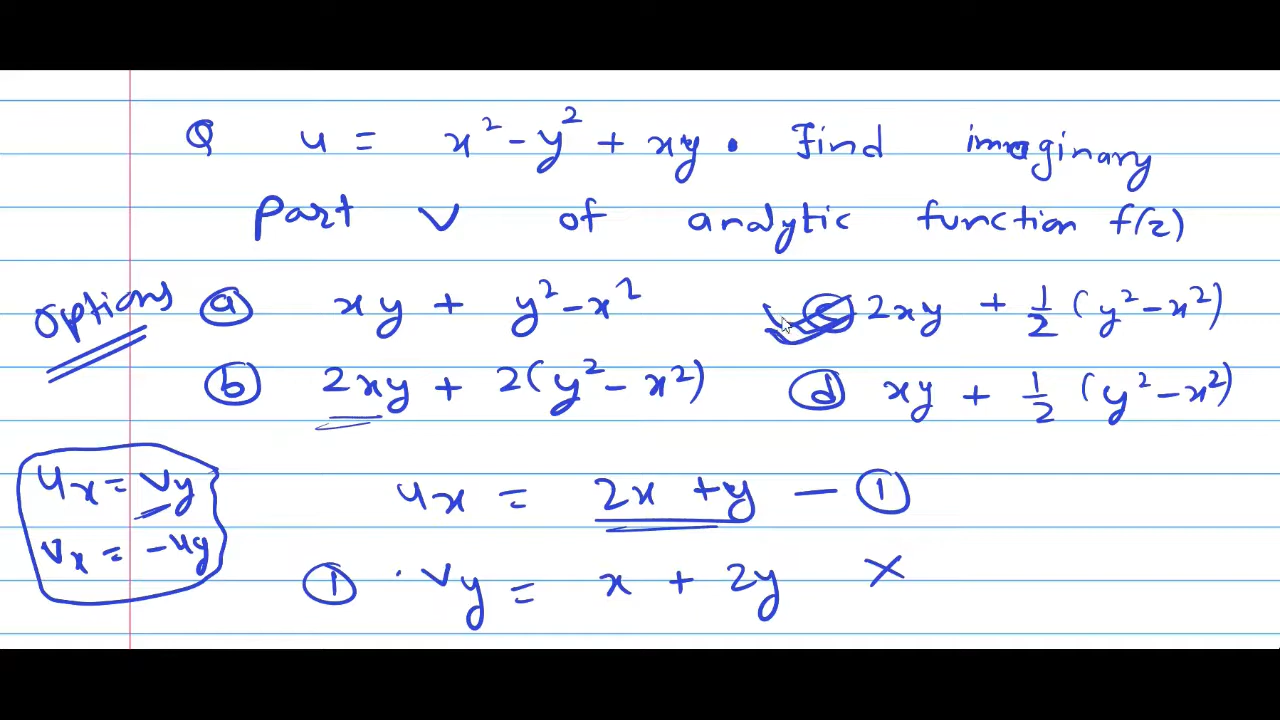 Q u = x² - y² + xy . Find imaginary
Part v of analytic function f(z)
options
ⓐ xy + y² - x² ⓒ 2xy + 1/2 (y² - x²)
ⓑ 2xy + 2(y² - x²) ⓓ xy + 1/2 (y² - x²)
ux = vy
vx = -uy
ux = 2x + y - ①
① . vy = x + 2y ×